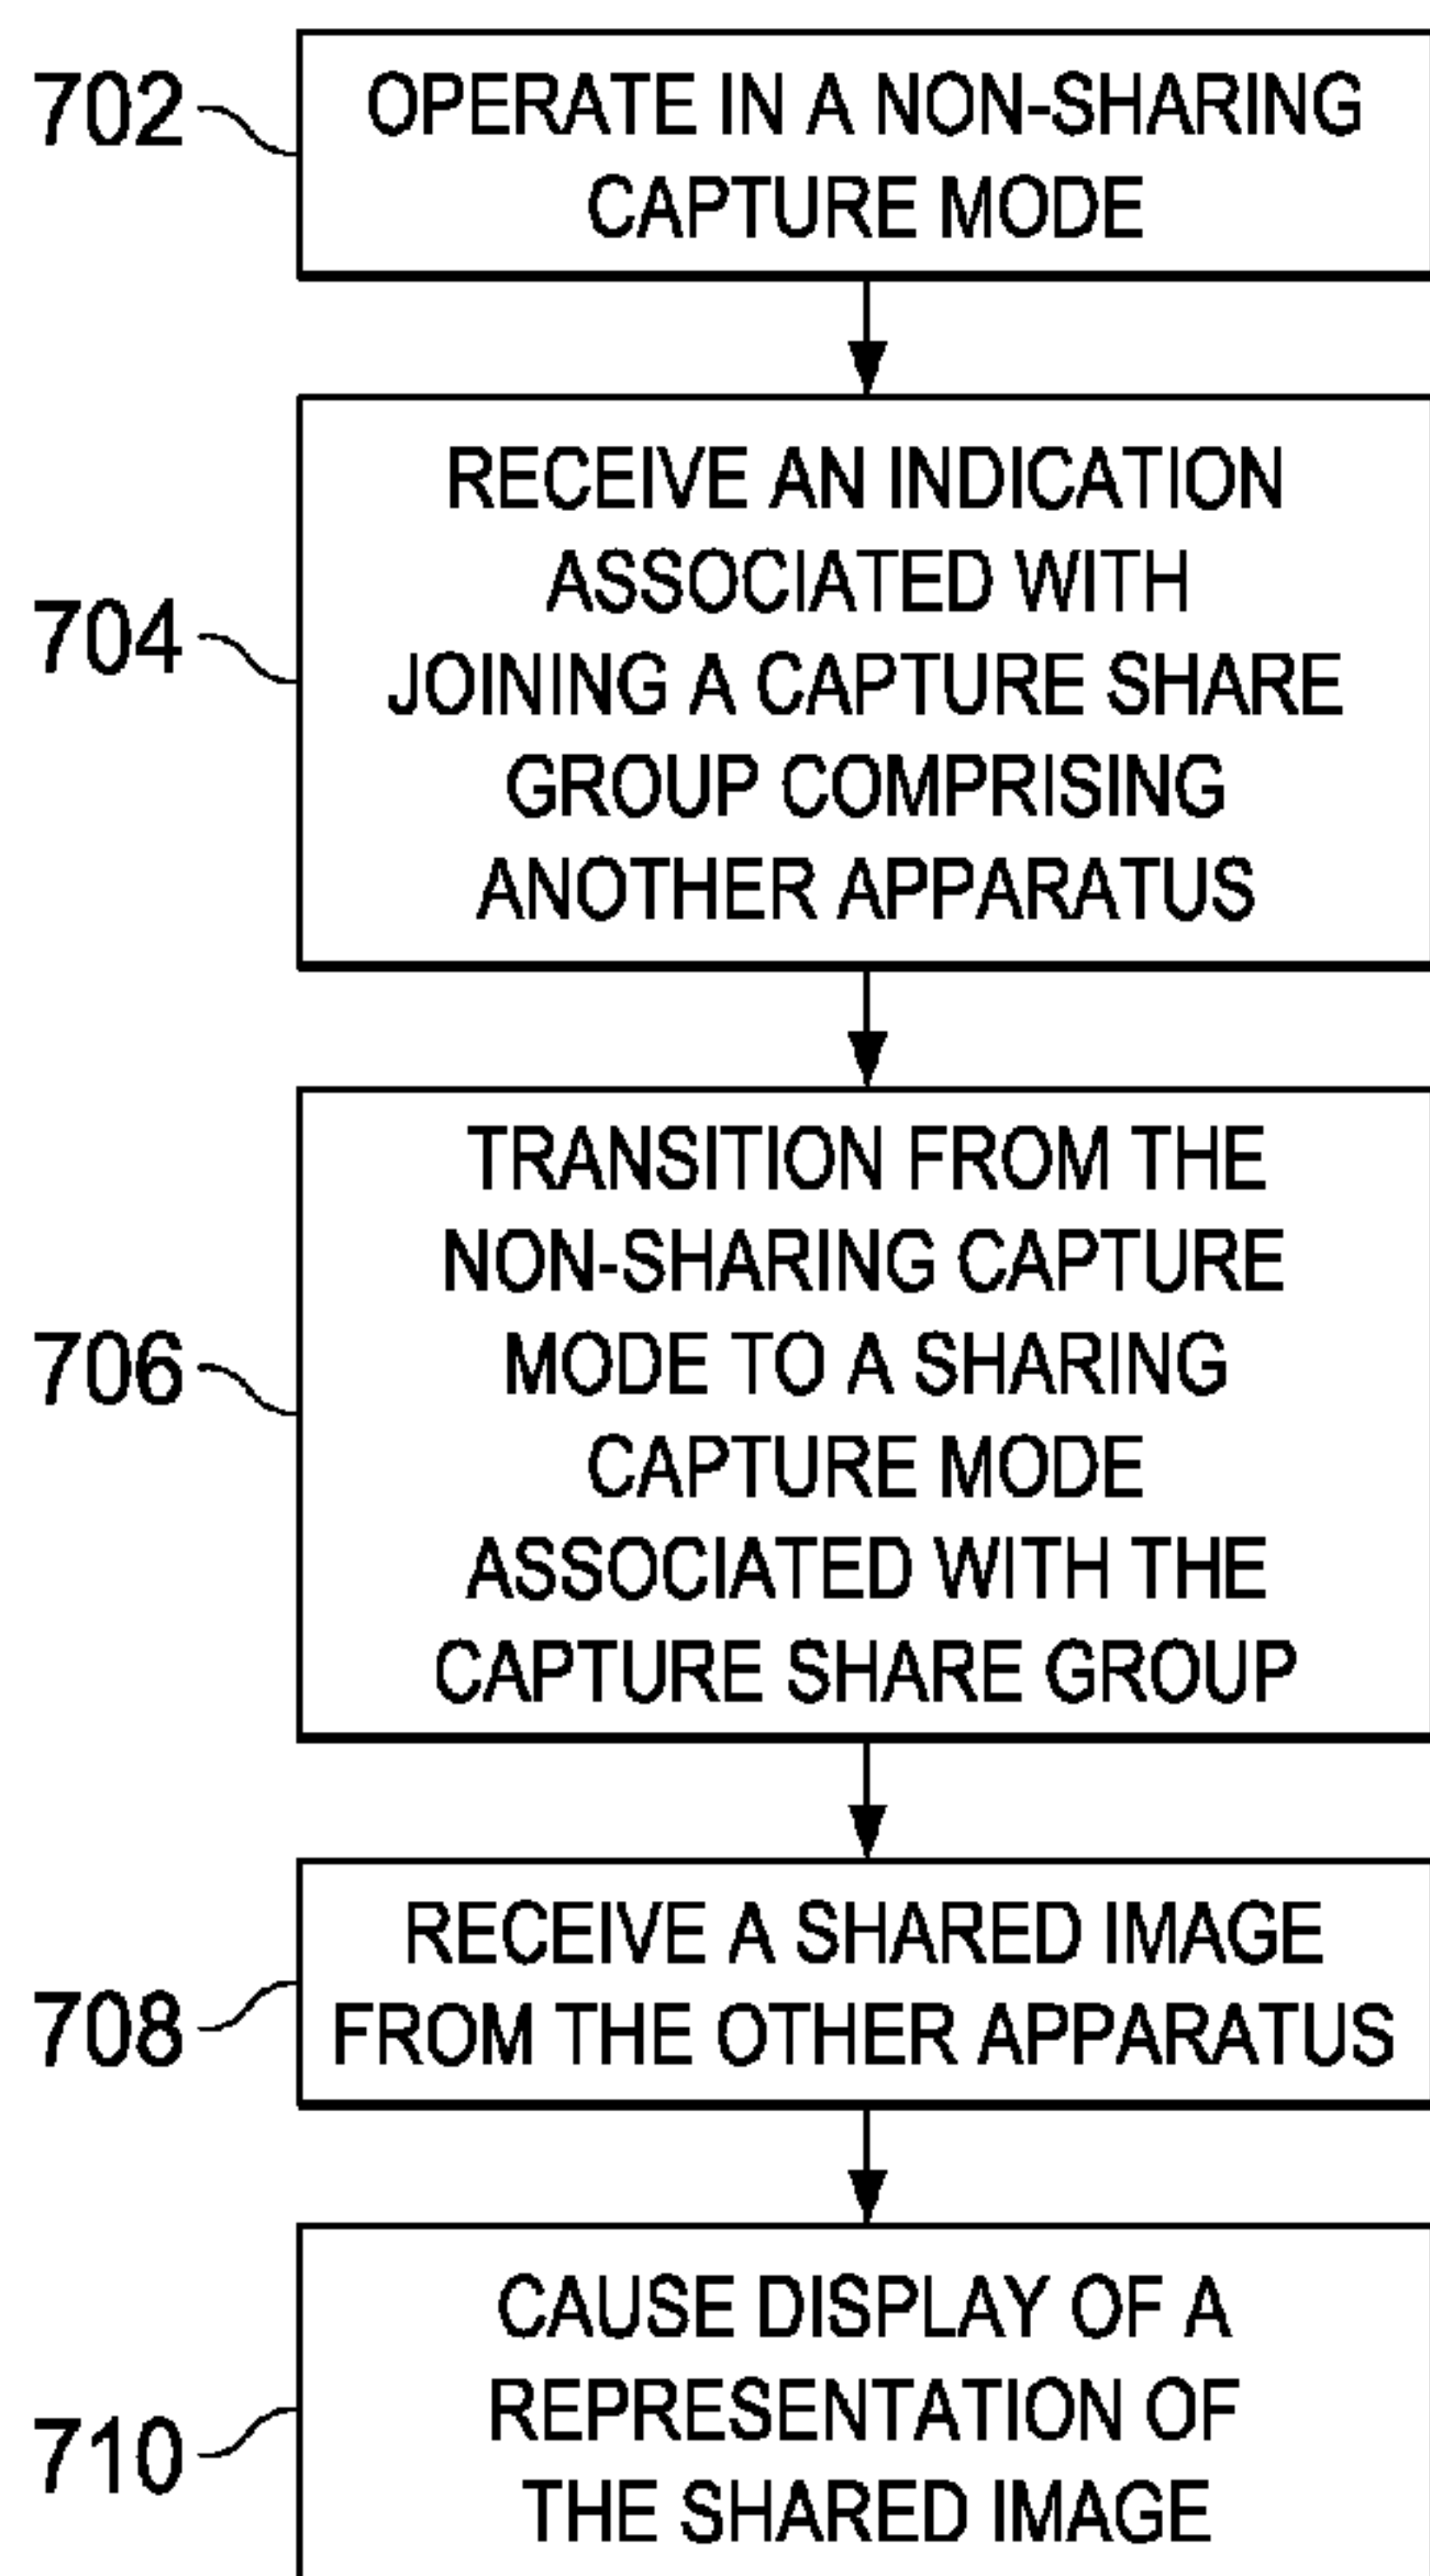 702
OPERATE IN A NON-SHARING
CAPTURE MODE
704
RECEIVE AN INDICATION
ASSOCIATED WITH
JOINING A CAPTURE SHARE
GROUP COMPRISING
ANOTHER APPARATUS
706
TRANSITION FROM THE
NON-SHARING CAPTURE
MODE TO A SHARING
CAPTURE MODE
ASSOCIATED WITH THE
CAPTURE SHARE GROUP
708
RECEIVE A SHARED IMAGE
FROM THE OTHER APPARATUS
710
CAUSE DISPLAY OF A
REPRESENTATION OF
THE SHARED IMAGE